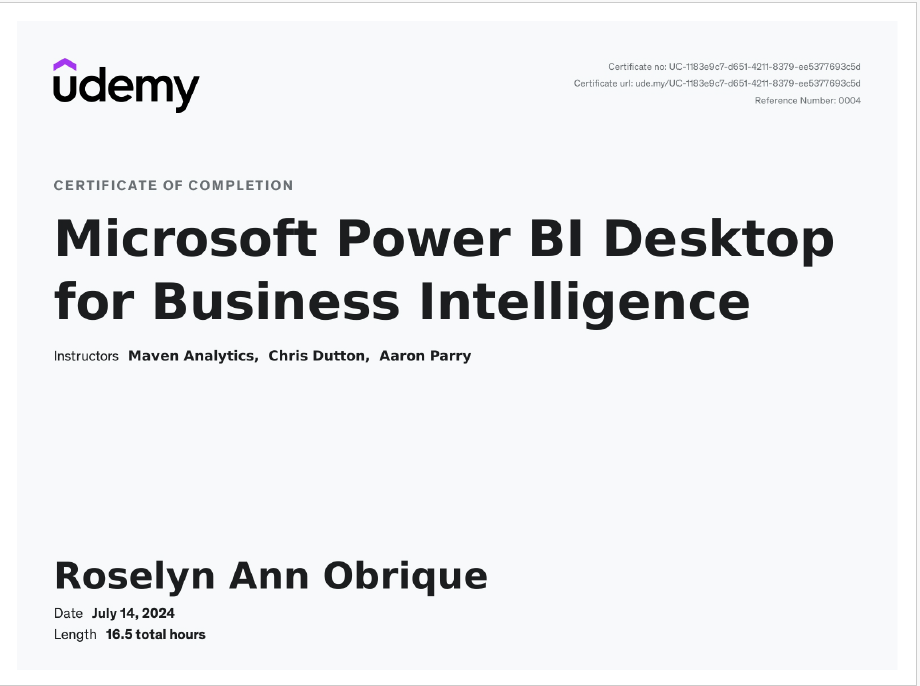 udemy
Certificate no: UC-1183e9c7-d651-4211-8379-ee5377693c5d
Certificate url: ude.my/UC-1183e9c7-d651-4211-8379-ee5377693c5d
Reference Number: 0004
CERTIFICATE OF COMPLETION
Microsoft Power BI Desktop
for Business Intelligence
Instructors Maven Analytics, Chris Dutton, Aaron Parry
Roselyn Ann Obrique
Date July 14, 2024
Length 16.5 total hours